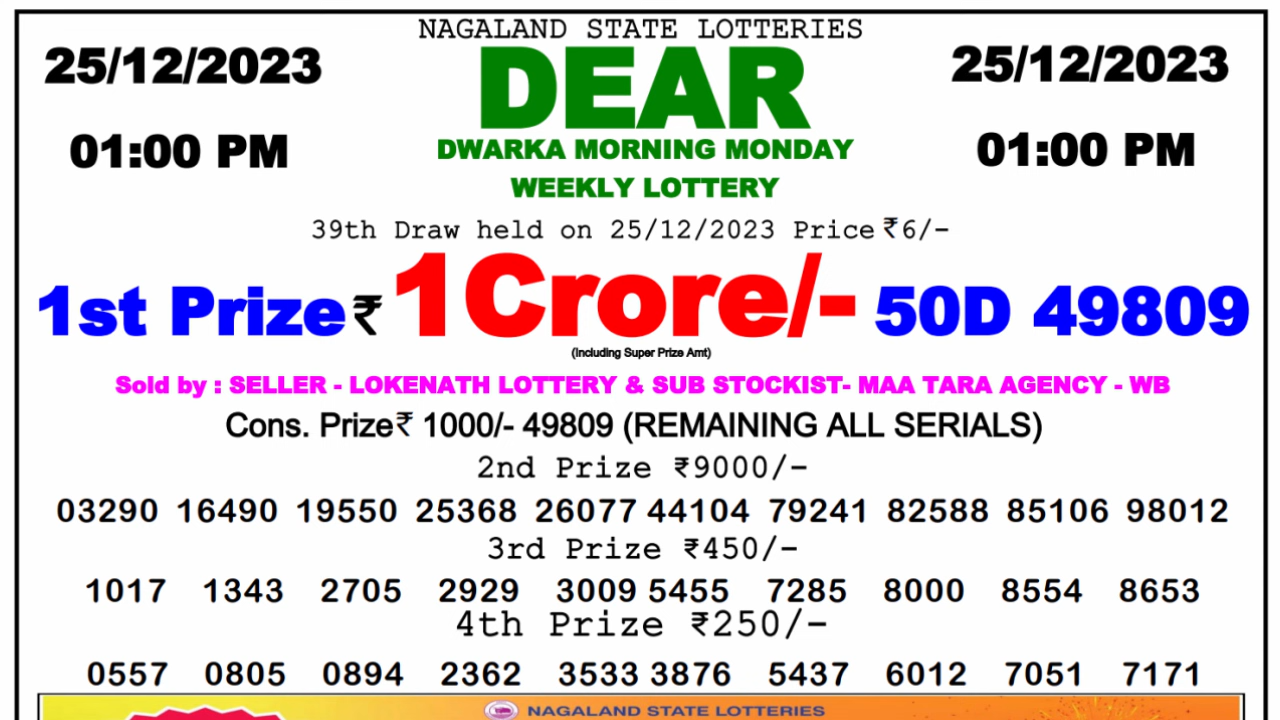 NAGALAND STATE LOTTERIES
25/12/2023 DEAR 25/12/2023
01:00 PM DWARKA MORNING MONDAY 01:00 PM
WEEKLY LOTTERY
39th Draw held on 25/12/2023 Price ₹6/-
1st Prize ₹ 1Crore/- 50D 49809
(Including Super Prize Amt)
Sold by : SELLER - LOKENATH LOTTERY & SUB STOCKIST- MAA TARA AGENCY - WB
Cons. Prize₹ 1000/- 49809 (REMAINING ALL SERIALS)
2nd Prize ₹9000/-
03290 16490 19550 25368 26077 44104 79241 82588 85106 98012
3rd Prize ₹450/-
1017 1343 2705 2929 3009 5455 7285 8000 8554 8653
4th Prize ₹250/-
0557 0805 0894 2362 3533 3876 5437 6012 7051 7171
NAGALAND STATE LOTTERIES